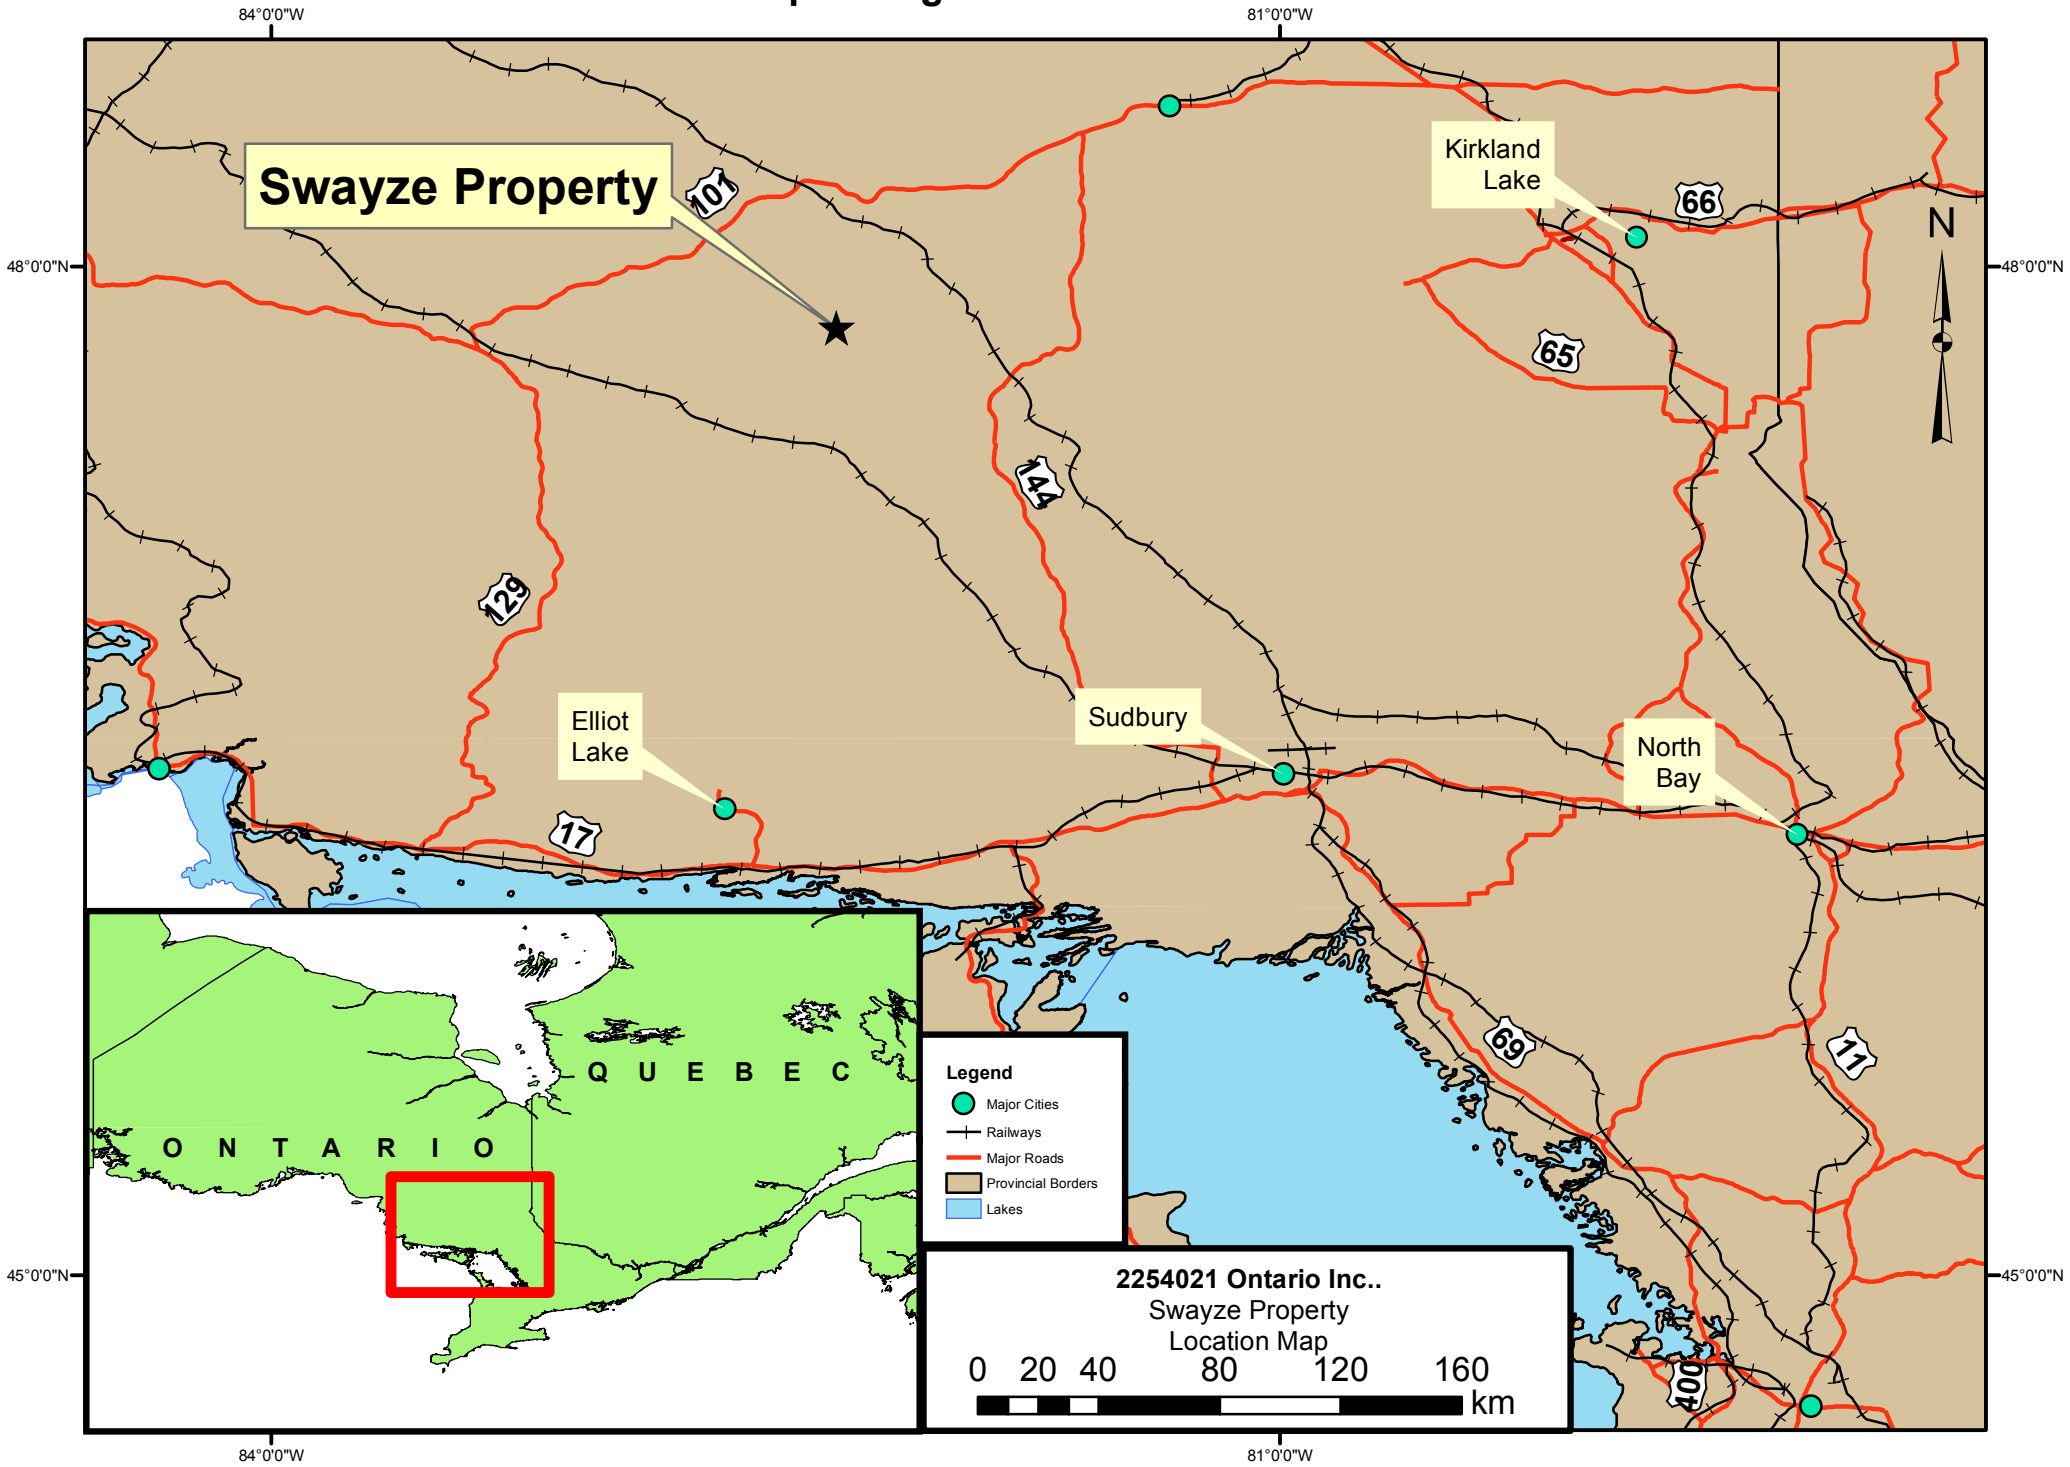 84°0'0"W
81°0'0"W
Swayze Property
101
Kirkland
Lake
66
N
48°0'0"N
48°0'0"N
65
144
129
Elliot
Lake
Sudbury
North
Bay
17
QUEBEC
ONTARIO
69
11
Legend
Major Cities
Railways
Major Roads
Provincial Borders
Lakes
45°0'0"N
45°0'0"N
2254021 Ontario Inc..
Swayze Property
Location Map
0 20 40 80 120 160
km
400
84°0'0"W
81°0'0"W